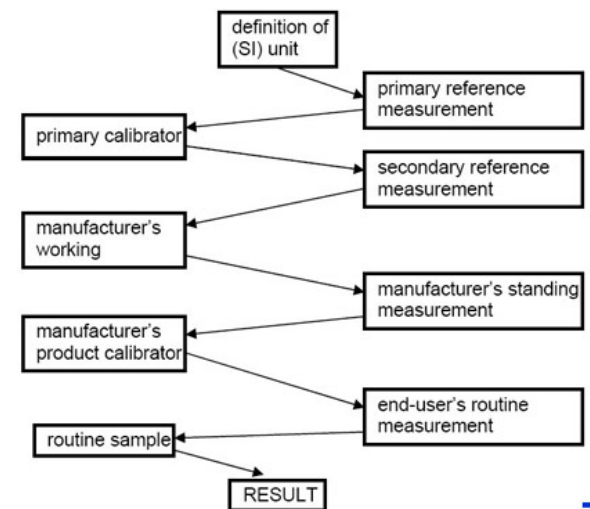 definition of
(SI) unit
primary reference
measurement
primary calibrator
secondary reference
measurement
manufacturer's
working
manufacturer's standing
measurement
manufacturer's
product calibrator
end-user's routine
measurement
routine sample
RESULT